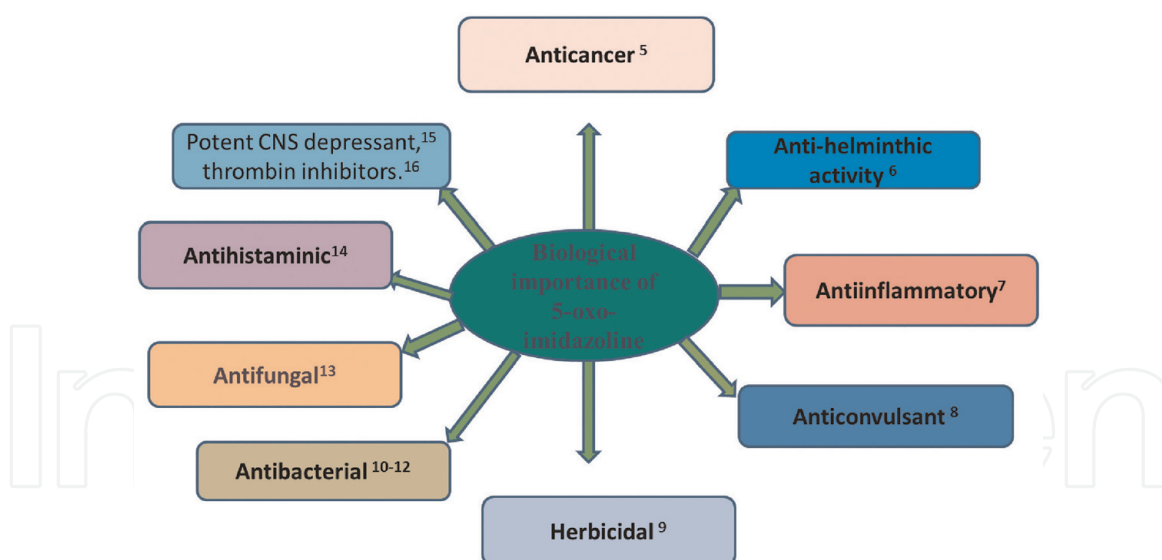 Anticancer 5
Potent CNS depressant,15
thrombin inhibitors.16
Anti-helminthic
activity 6
Antihistaminic14
Biological
importance of
5-oxo-
imidazoline
Antiinflammatory7
Antifungal13
Anticonvulsant 8
Antibacterial 10-12
Herbicidal 9